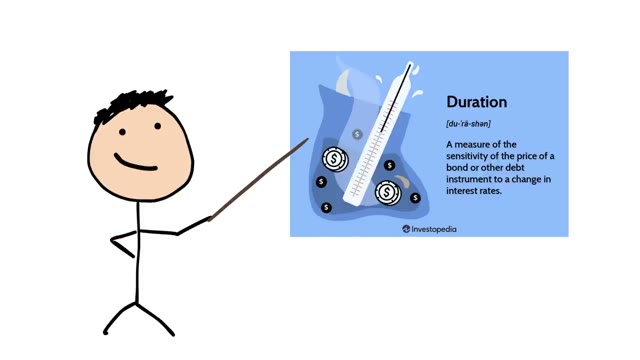 Duration
[du-ˈrā-shən]
A measure of the
sensitivity of the price of a
bond or other debt
instrument to a change in
interest rates.
$
$
$
$
$
$
$
Investopedia